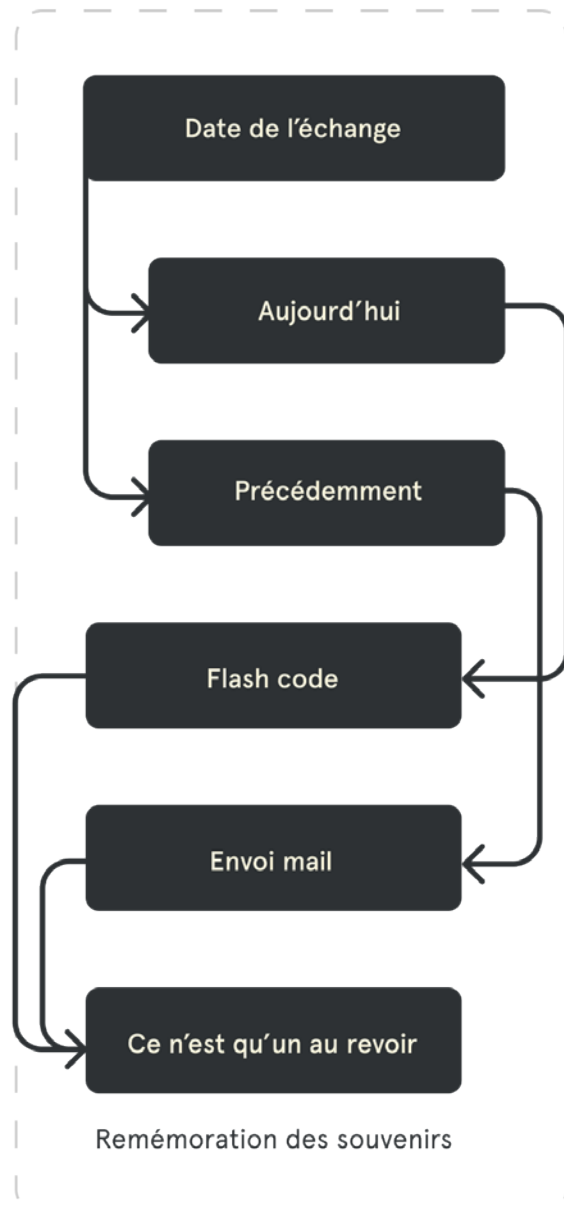 Date de l’échange
Aujourd’hui
Précédemment
Flash code
Envoi mail
Ce n’est qu’un au revoir
Remémoration des souvenirs